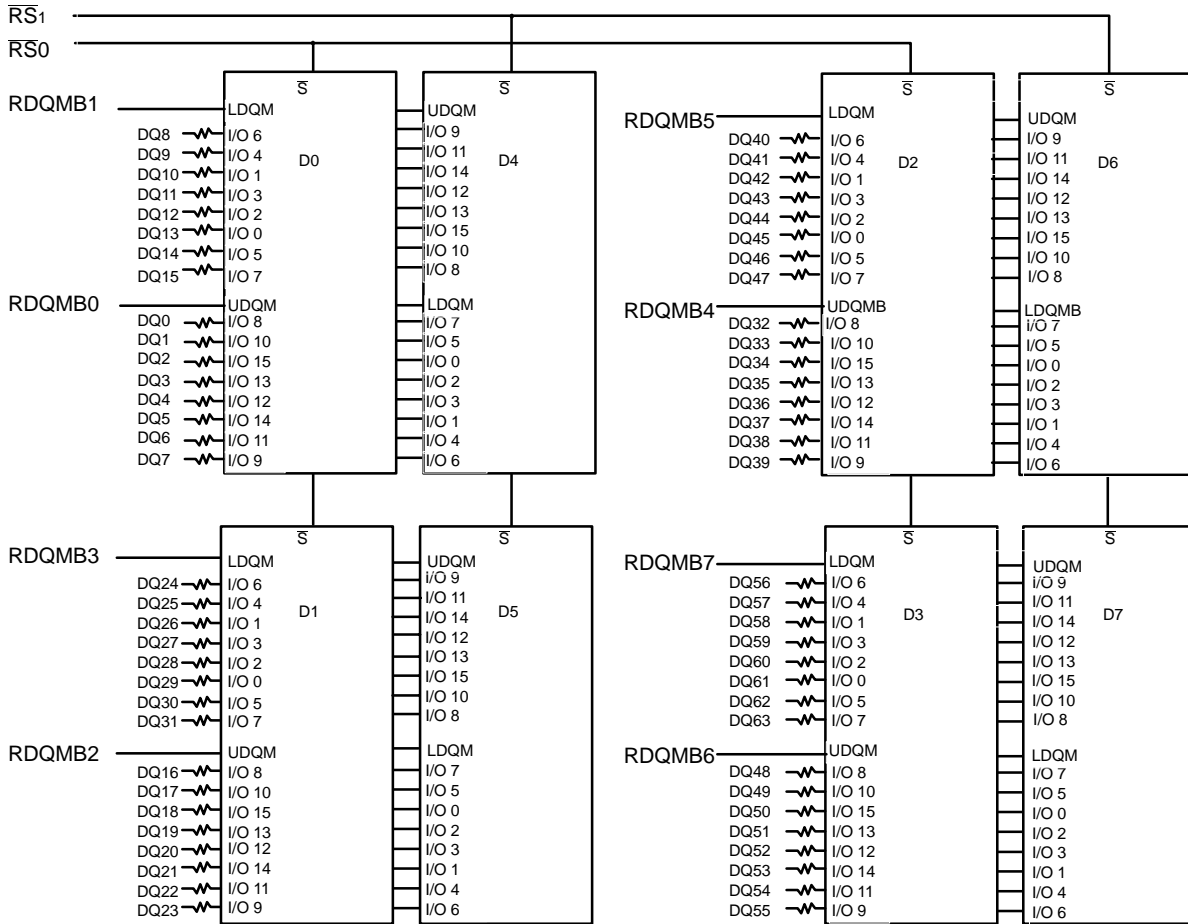 RS1
RS0
S
RDQMB1
LDQM
DQ8 I/O 6
DQ9 I/O 4
DQ10 I/O 1
DQ11 I/O 3
DQ12 I/O 2
DQ13 I/O 0
DQ14 I/O 5
DQ15 I/O 7
D0
RDQMB0
UDQM
DQ0 I/O 8
DQ1 I/O 10
DQ2 I/O 15
DQ3 I/O 13
DQ4 I/O 12
DQ5 I/O 14
DQ6 I/O 11
DQ7 I/O 9
S
UDQM
I/O 9
I/O 11
I/O 14
I/O 12
I/O 13
I/O 15
I/O 10
I/O 8
D4
LDQM
I/O 7
I/O 5
I/O 0
I/O 2
I/O 3
I/O 1
I/O 4
I/O 6
S
RDQMB5
LDQM
DQ40 I/O 6
DQ41 I/O 4
DQ42 I/O 1
DQ43 I/O 3
DQ44 I/O 2
DQ45 I/O 0
DQ46 I/O 5
DQ47 I/O 7
D2
RDQMB4
UDQMB
DQ32 I/O 8
DQ33 I/O 10
DQ34 I/O 15
DQ35 I/O 13
DQ36 I/O 12
DQ37 I/O 14
DQ38 I/O 11
DQ39 I/O 9
S
UDQM
I/O 9
I/O 11
I/O 14
I/O 12
I/O 13
I/O 15
I/O 10
I/O 8
D6
LDQMB
i/O 7
I/O 5
I/O 0
I/O 2
I/O 3
I/O 1
I/O 4
I/O 6
S
RDQMB3
LDQM
DQ24 I/O 6
DQ25 I/O 4
DQ26 I/O 1
DQ27 I/O 3
DQ28 I/O 2
DQ29 I/O 0
DQ30 I/O 5
DQ31 I/O 7
D1
RDQMB2
UDQM
DQ16 I/O 8
DQ17 I/O 10
DQ18 I/O 15
DQ19 I/O 13
DQ20 I/O 12
DQ21 I/O 14
DQ22 I/O 11
DQ23 I/O 9
S
UDQM
i/O 9
I/O 11
I/O 14
I/O 12
I/O 13
I/O 15
I/O 10
I/O 8
D5
LDQM
I/O 7
I/O 5
I/O 0
I/O 2
I/O 3
I/O 1
I/O 4
I/O 6
S
RDQMB7
LDQM
DQ56 I/O 6
DQ57 I/O 4
DQ58 I/O 1
DQ59 I/O 3
DQ60 I/O 2
DQ61 I/O 0
DQ62 I/O 5
DQ63 I/O 7
D3
RDQMB6
UDQM
DQ48 I/O 8
DQ49 I/O 10
DQ50 I/O 15
DQ51 I/O 13
DQ52 I/O 12
DQ53 I/O 14
DQ54 I/O 11
DQ55 I/O 9
S
UDQM
i/O 9
I/O 11
I/O 14
I/O 12
I/O 13
I/O 15
I/O 10
I/O 8
D7
LDQM
I/O 7
I/O 5
I/O 0
I/O 2
I/O 3
I/O 1
I/O 4
I/O 6